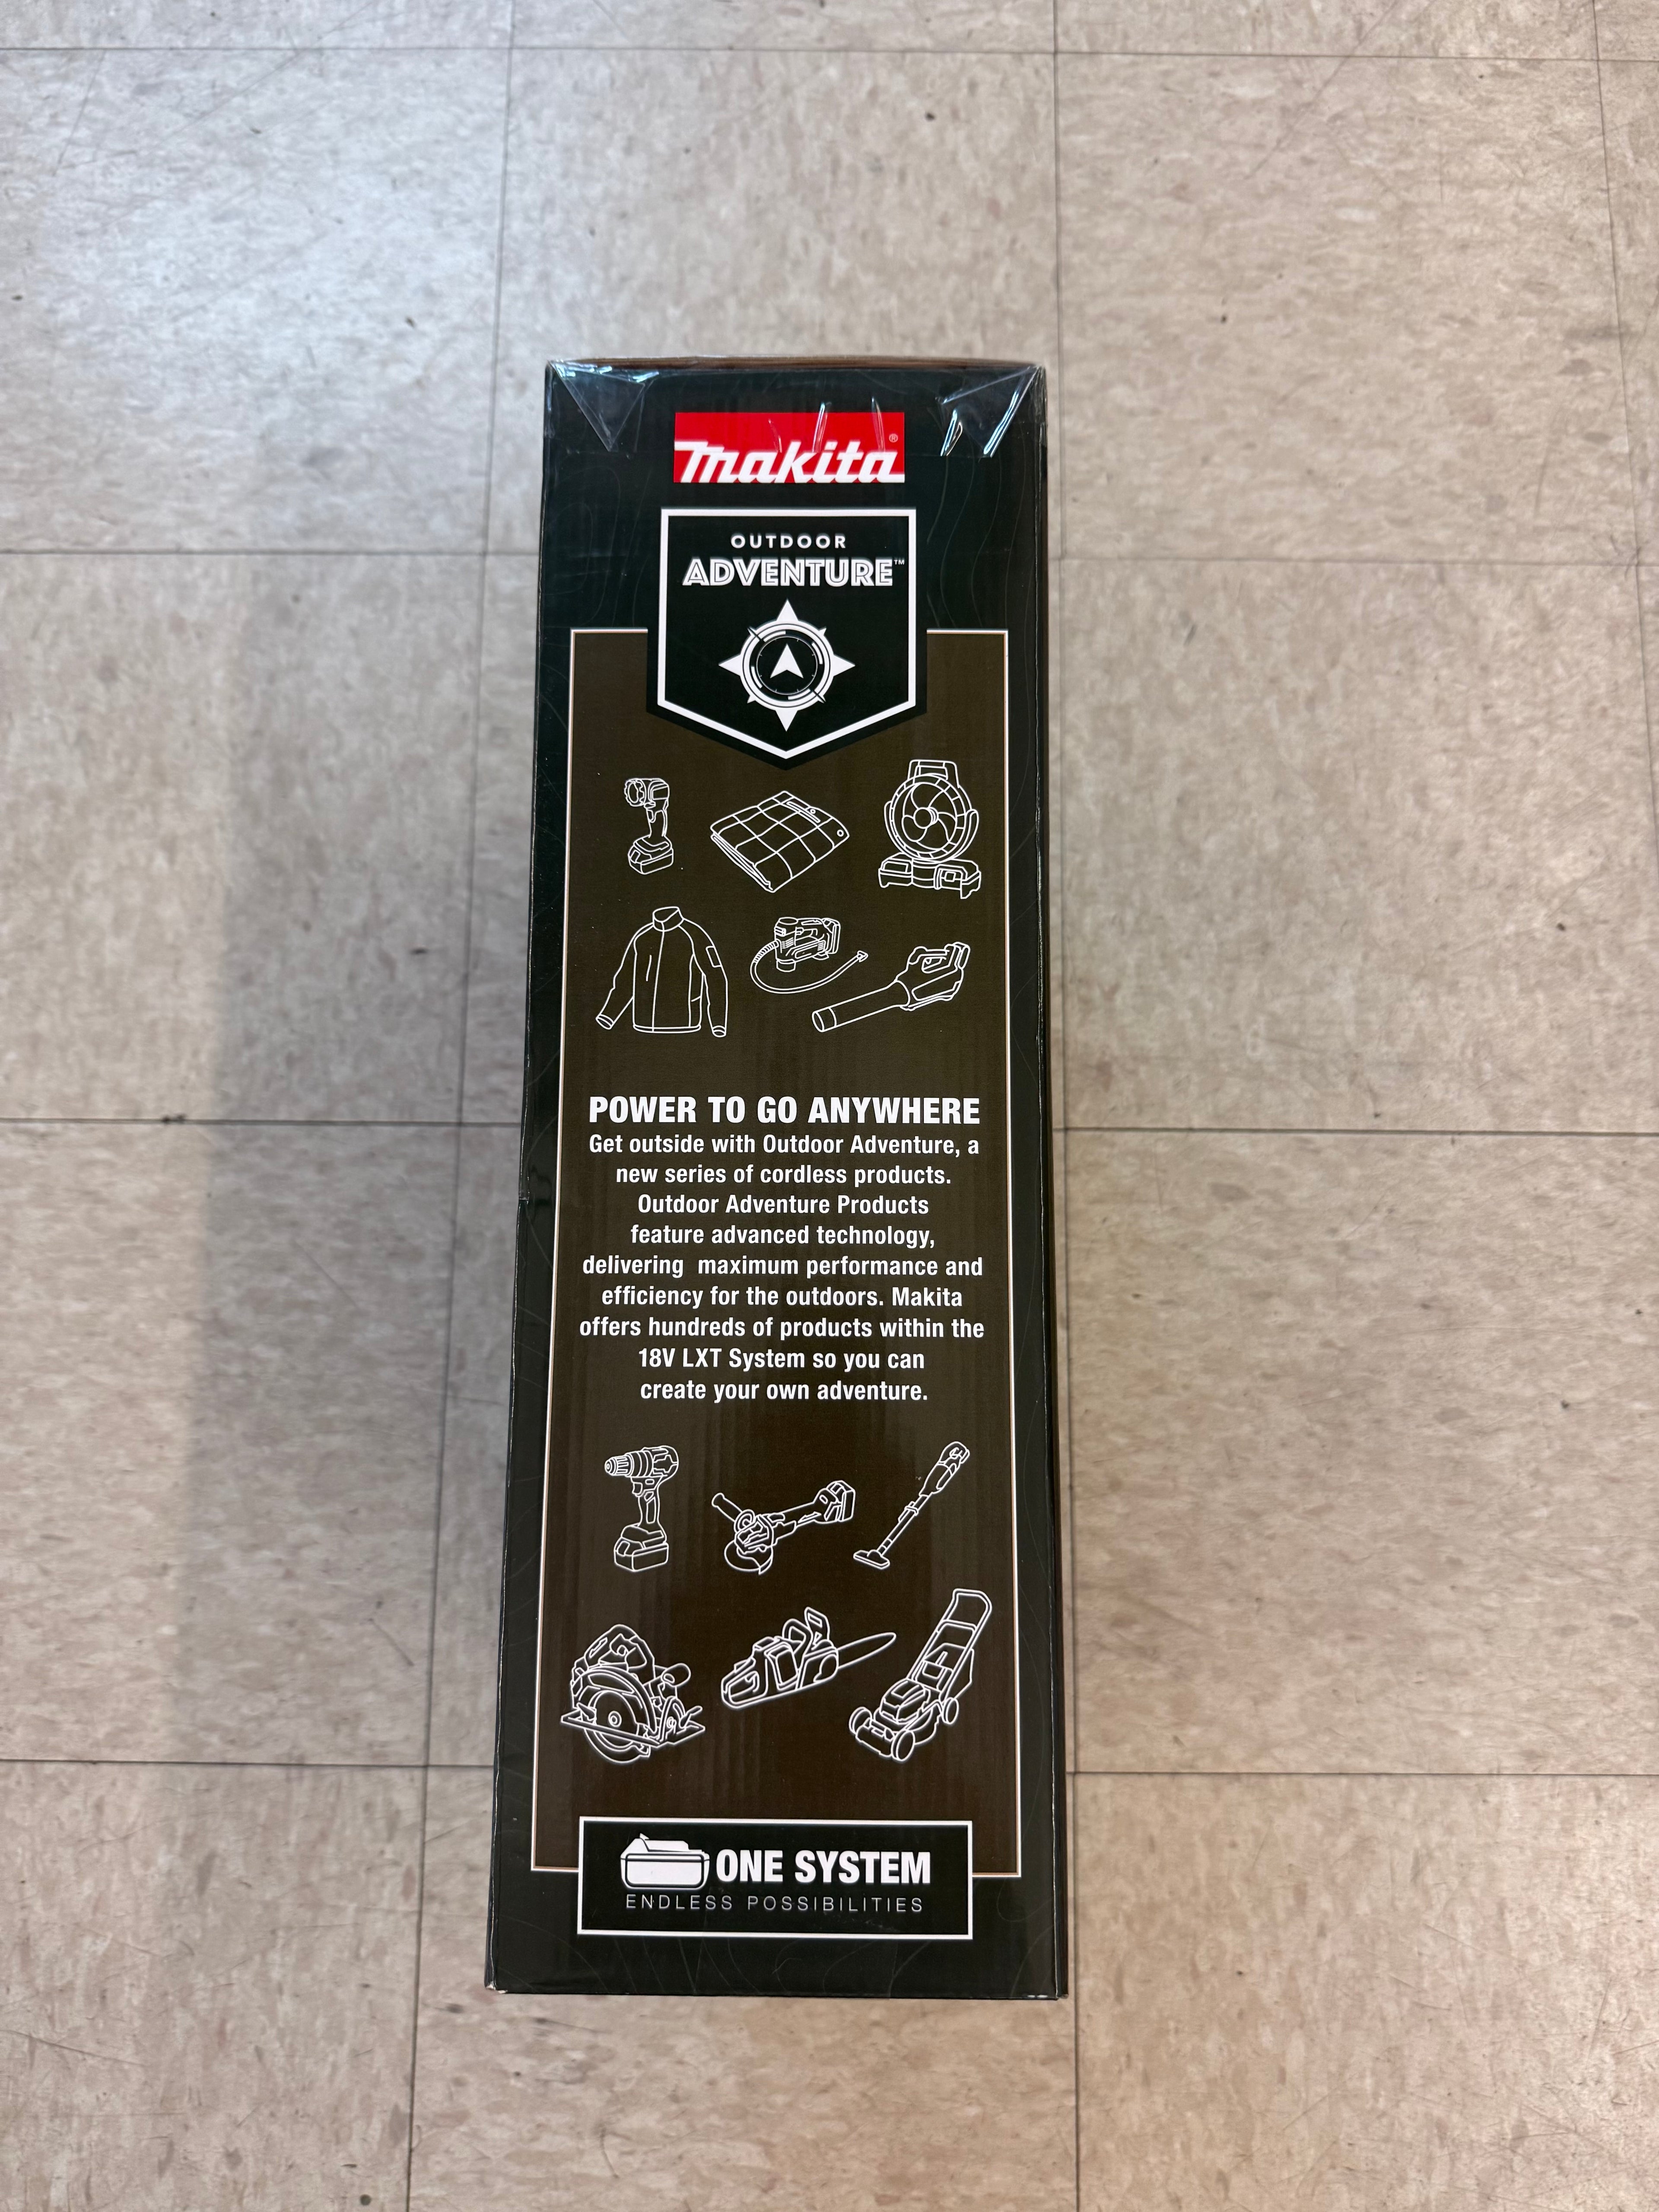 makita®
OUTDOOR
ADVENTURE™
POWER TO GO ANYWHERE
Get outside with Outdoor Adventure, a
new series of cordless products.
Outdoor Adventure Products
feature advanced technology,
delivering maximum performance and
efficiency for the outdoors. Makita
offers hundreds of products within the
18V LXT System so you can
create your own adventure.
ONE SYSTEM
ENDLESS POSSIBILITIES